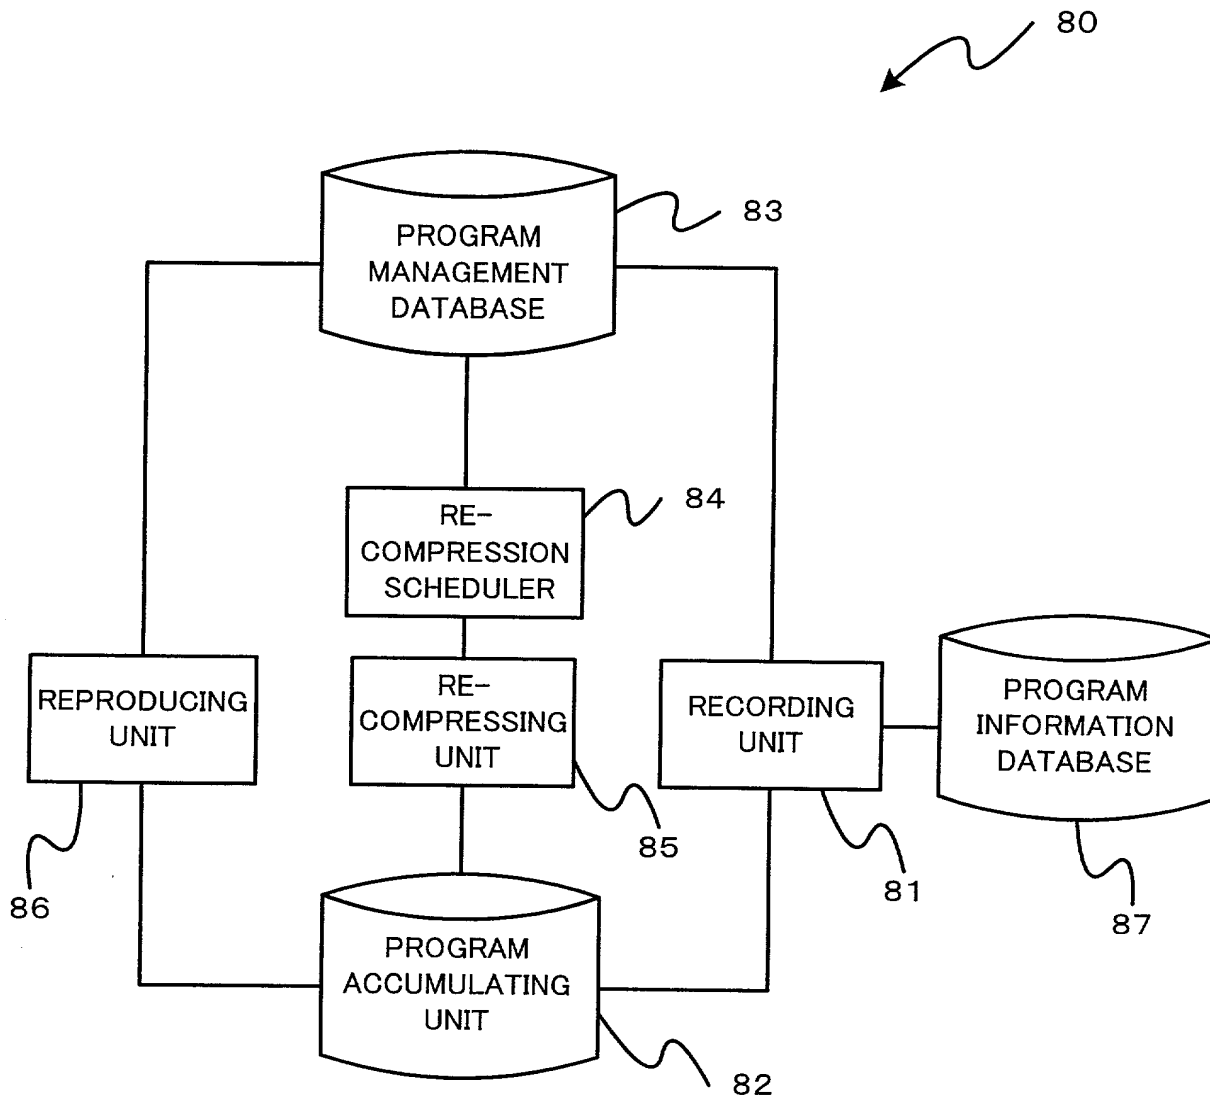 80
83
PROGRAM
MANAGEMENT
DATABASE
84
RE-
COMPRESSION
SCHEDULER
REPRODUCING
UNIT
RE-
COMPRESSING
UNIT
RECORDING
UNIT
PROGRAM
INFORMATION
DATABASE
85
81
86
87
PROGRAM
ACCUMULATING
UNIT
82